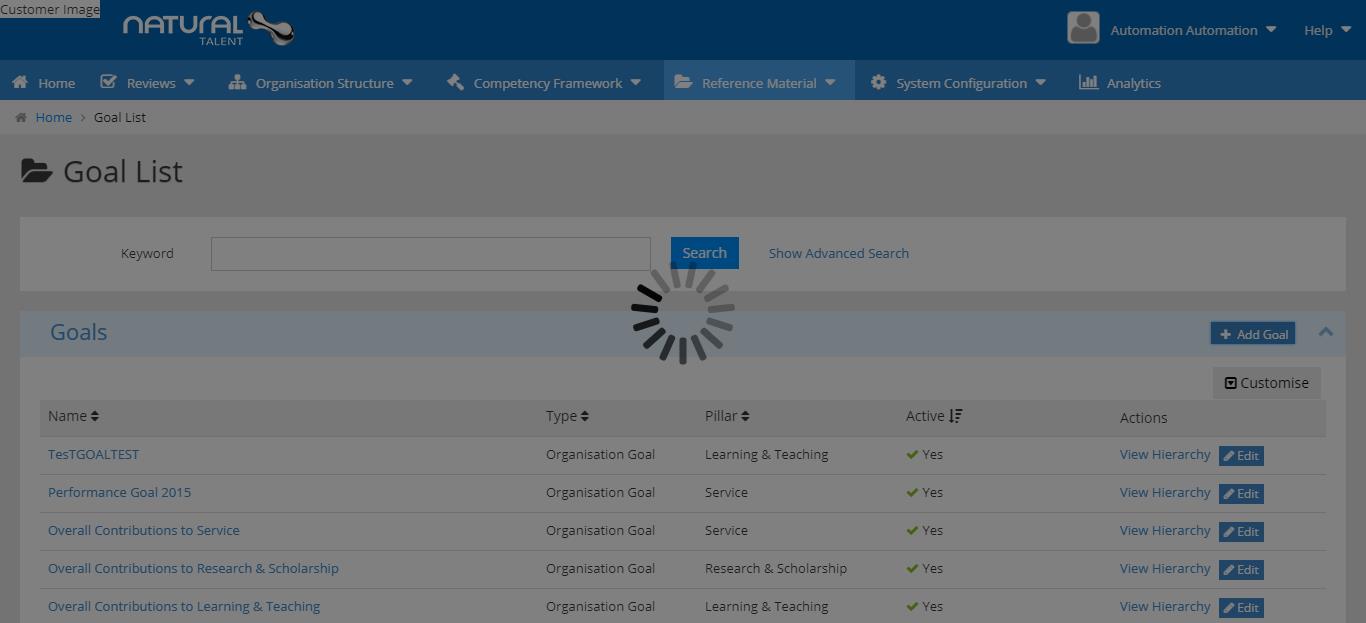 Customer Image
NATURAL
TALENT
Automation Automation Help
Home Reviews Organisation Structure Competency Framework Reference Material System Configuration Analytics
Home > Goal List
Goal List
Keyword Search Show Advanced Search
Goals + Add Goal
Customise
Name Type Pillar Active Actions
TesTGOALTEST Organisation Goal Learning & Teaching Yes View Hierarchy Edit
Performance Goal 2015 Organisation Goal Service Yes View Hierarchy Edit
Overall Contributions to Service Organisation Goal Service Yes View Hierarchy Edit
Overall Contributions to Research & Scholarship Organisation Goal Research & Scholarship Yes View Hierarchy Edit
Overall Contributions to Learning & Teaching Organisation Goal Learning & Teaching Yes View Hierarchy Edit